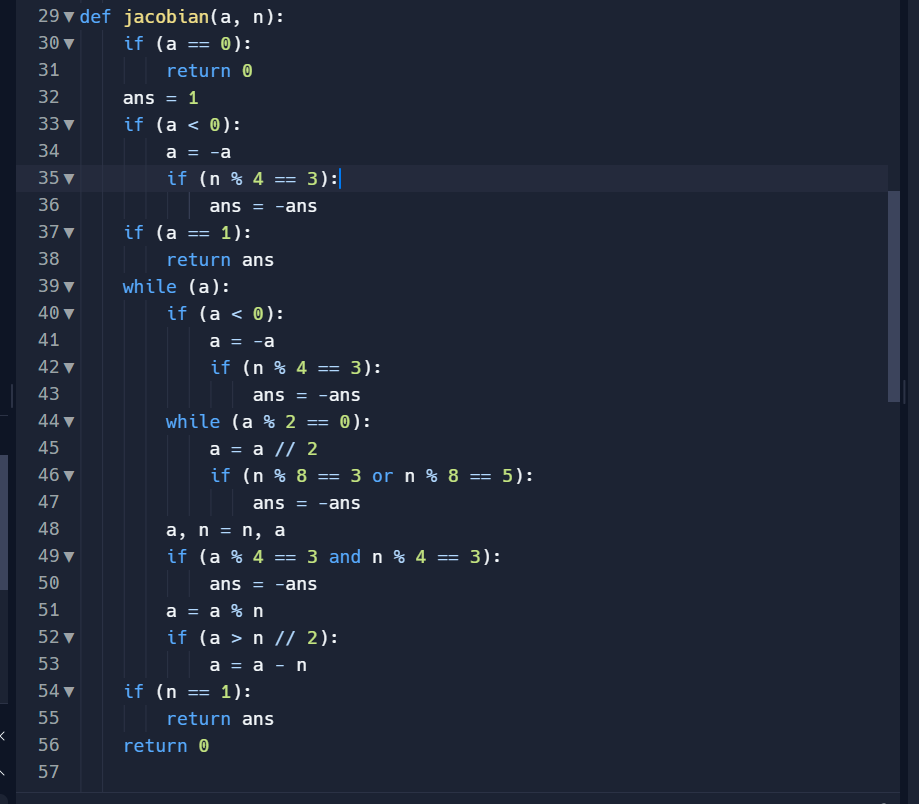 29 def jacobian(a, n):
30     if (a == 0):
31         return 0
32     ans = 1
33     if (a < 0):
34         a = -a
35         if (n % 4 == 3):
36             ans = -ans
37     if (a == 1):
38         return ans
39     while (a):
40         if (a < 0):
41             a = -a
42             if (n % 4 == 3):
43                 ans = -ans
44         while (a % 2 == 0):
45             a = a // 2
46             if (n % 8 == 3 or n % 8 == 5):
47                 ans = -ans
48         a, n = n, a
49         if (a % 4 == 3 and n % 4 == 3):
50             ans = -ans
51         a = a % n
52         if (a > n // 2):
53             a = a - n
54     if (n == 1):
55         return ans
56     return 0
57